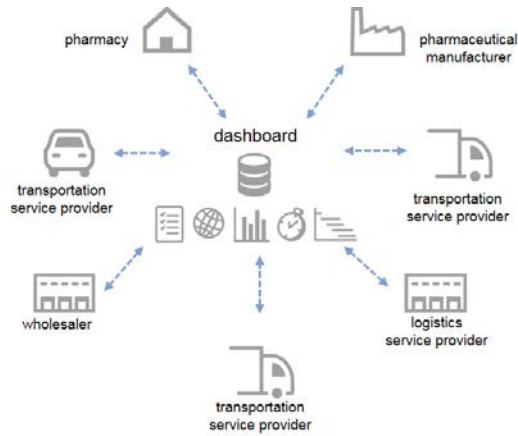 pharmacy
pharmaceutical
manufacturer
dashboard
transportation
service provider
transportation
service provider
wholesaler
logistics
service provider
transportation
service provider